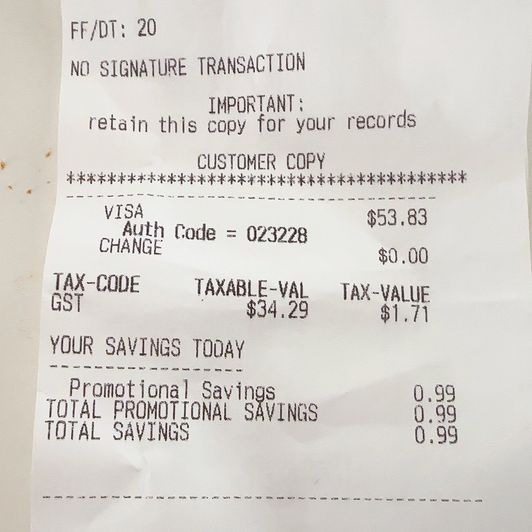 FF/DT: 20
NO SIGNATURE TRANSACTION
IMPORTANT:
retain this copy for your records
CUSTOMER COPY
****************************************
----------------------------------------
VISA $53.83
Auth Code = 023228
CHANGE $0.00
TAX-CODE TAXABLE-VAL TAX-VALUE
GST $34.29 $1.71
YOUR SAVINGS TODAY
--------------------
Promotional Savings 0.99
TOTAL PROMOTIONAL SAVINGS 0.99
TOTAL SAVINGS 0.99
----------------------------------------